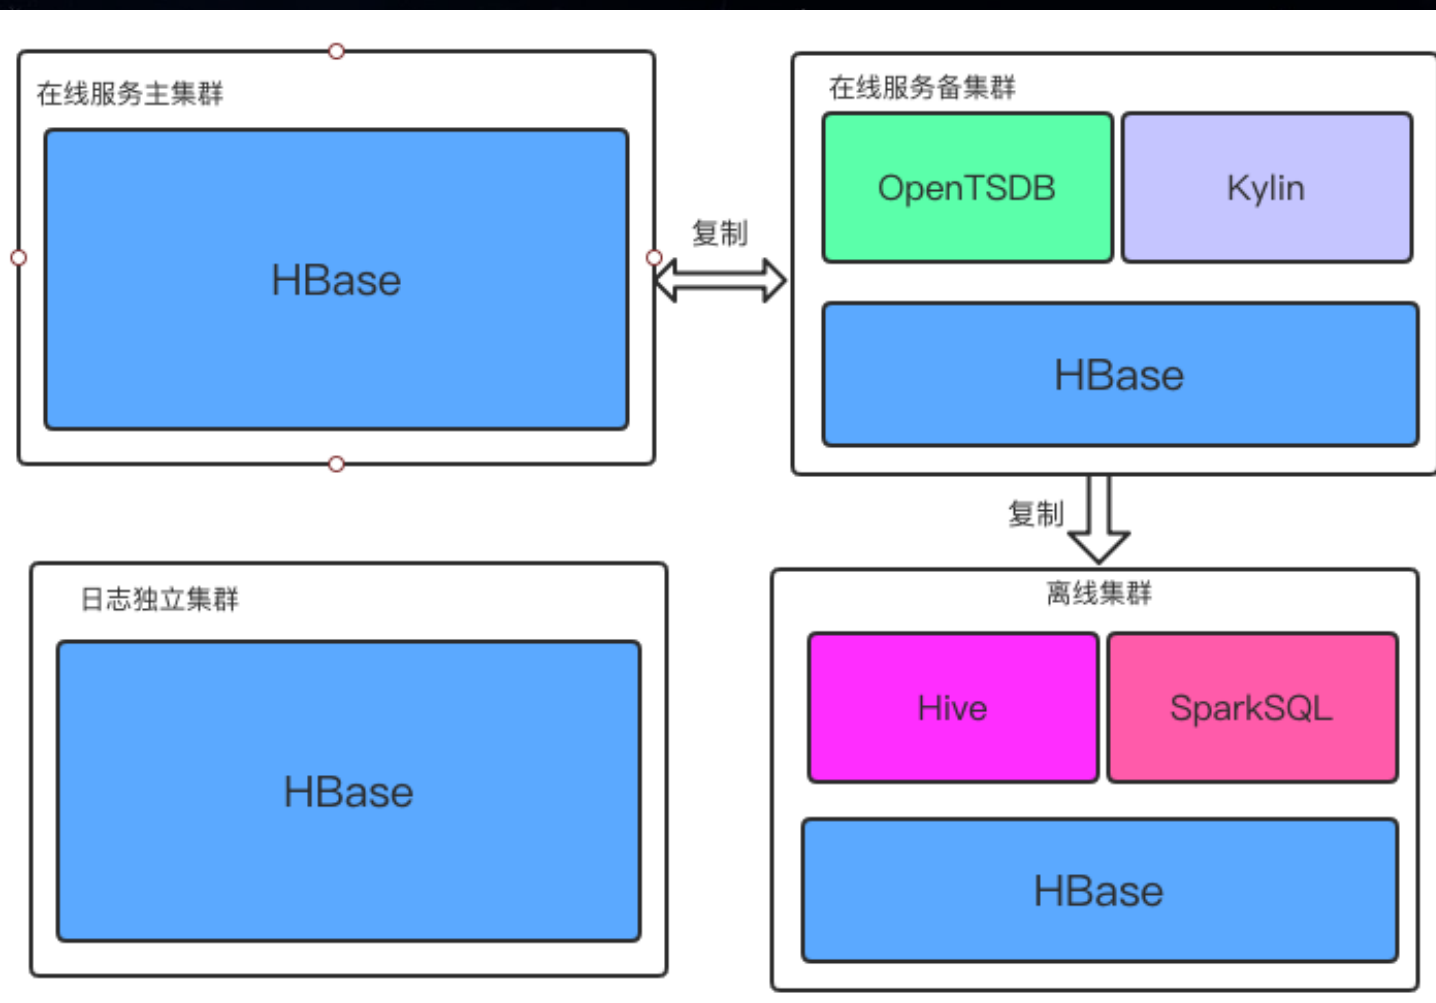 在线服务主集群
HBase
复制
在线服务备集群
OpenTSDB
Kylin
HBase
复制
日志独立集群
HBase
离线集群
Hive
SparkSQL
HBase